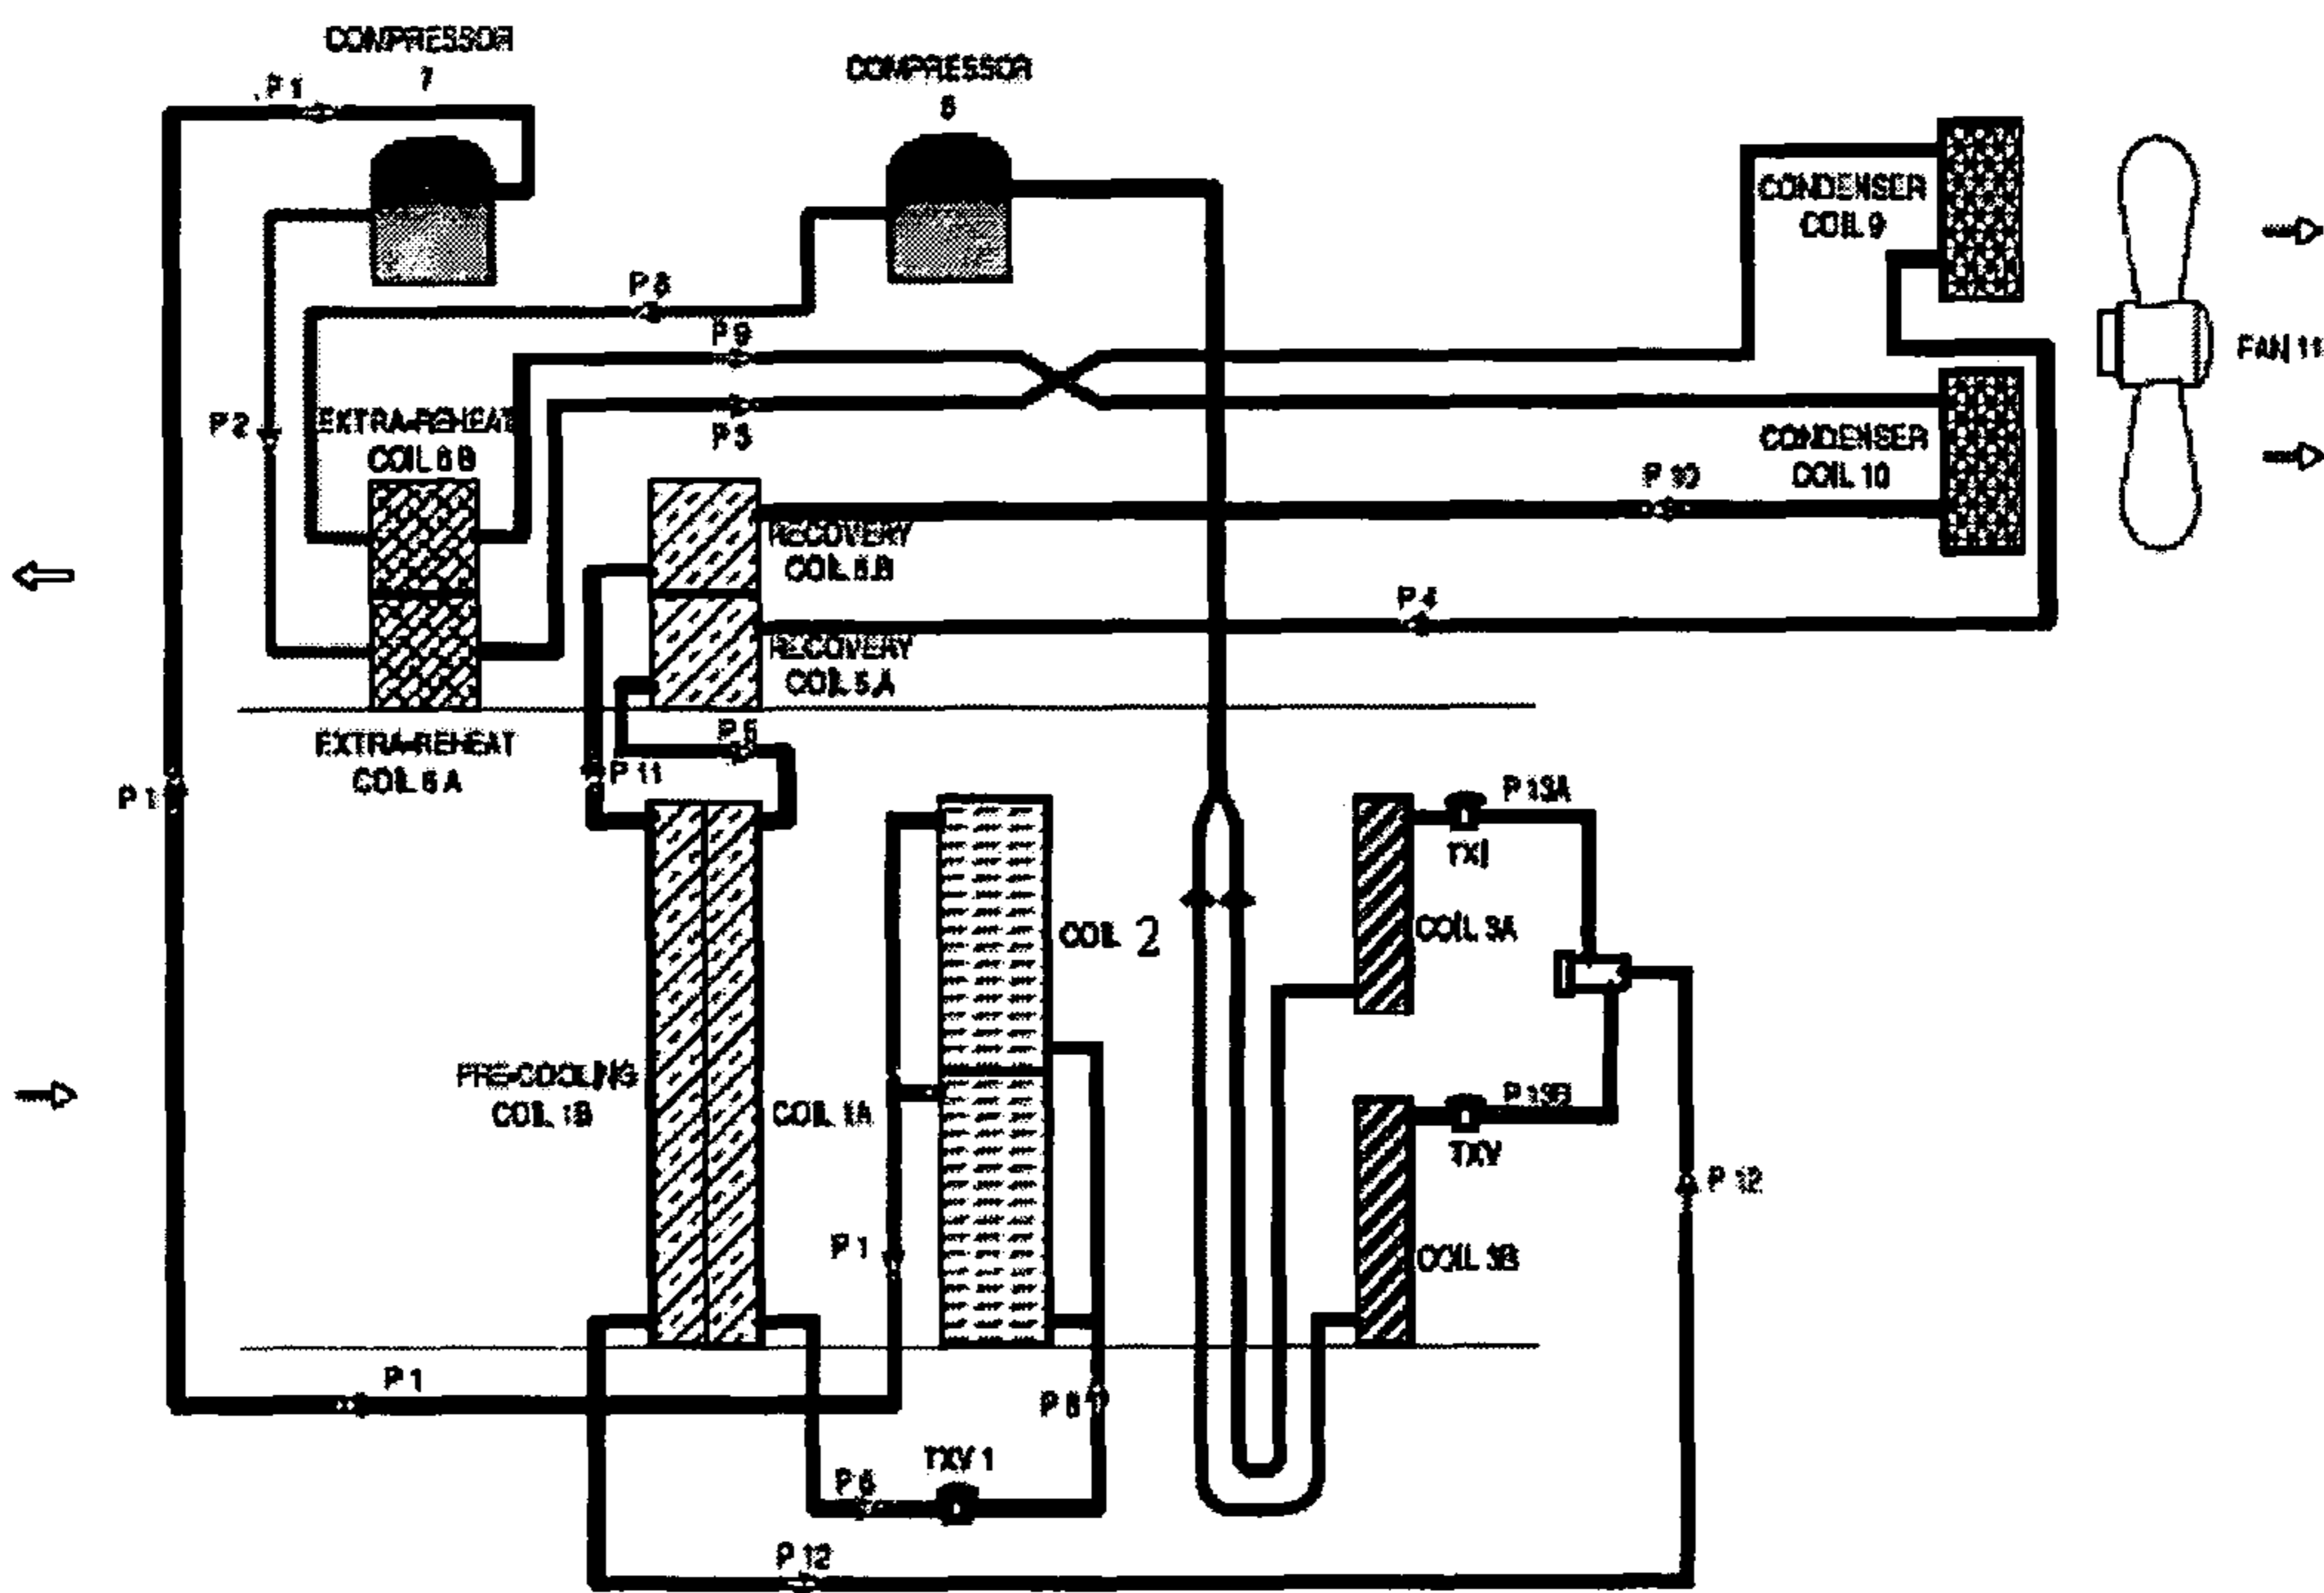 COMPRESSOR
7
P 1
COMPRESSOR
8
CONDENSER
COIL 9
FAN 11
P 8
P 9
P 2
EXTRA-REHEAT
COIL 6 B
P 3
CONDENSER
COIL 10
P 10
RECOVERY
COIL 5 B
P 4
RECOVERY
COIL 5 A
EXTRA-REHEAT
COIL 6 A
P 5
P 11
P 1
P 13A
COIL 2
COIL 3A
PRE-COOLING
COIL 1B
COIL 1A
P 13B
TXV
P 12
P 1
COIL 3B
P 1
P 6
TXV 1
P 12